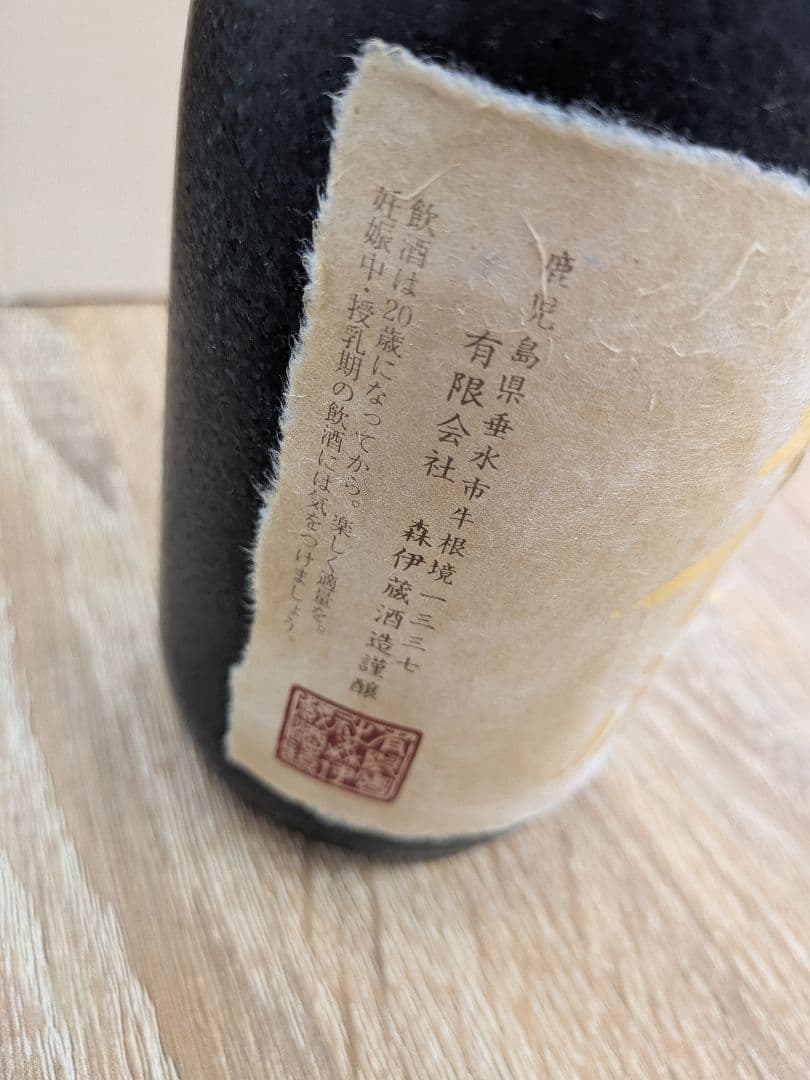 鹿児島県垂水市牛根境一三三七
有限会社 森伊蔵酒造謹醸
飲酒は20歳になってから。楽しく適量を。
妊娠中・授乳期の飲酒には気をつけましょう。